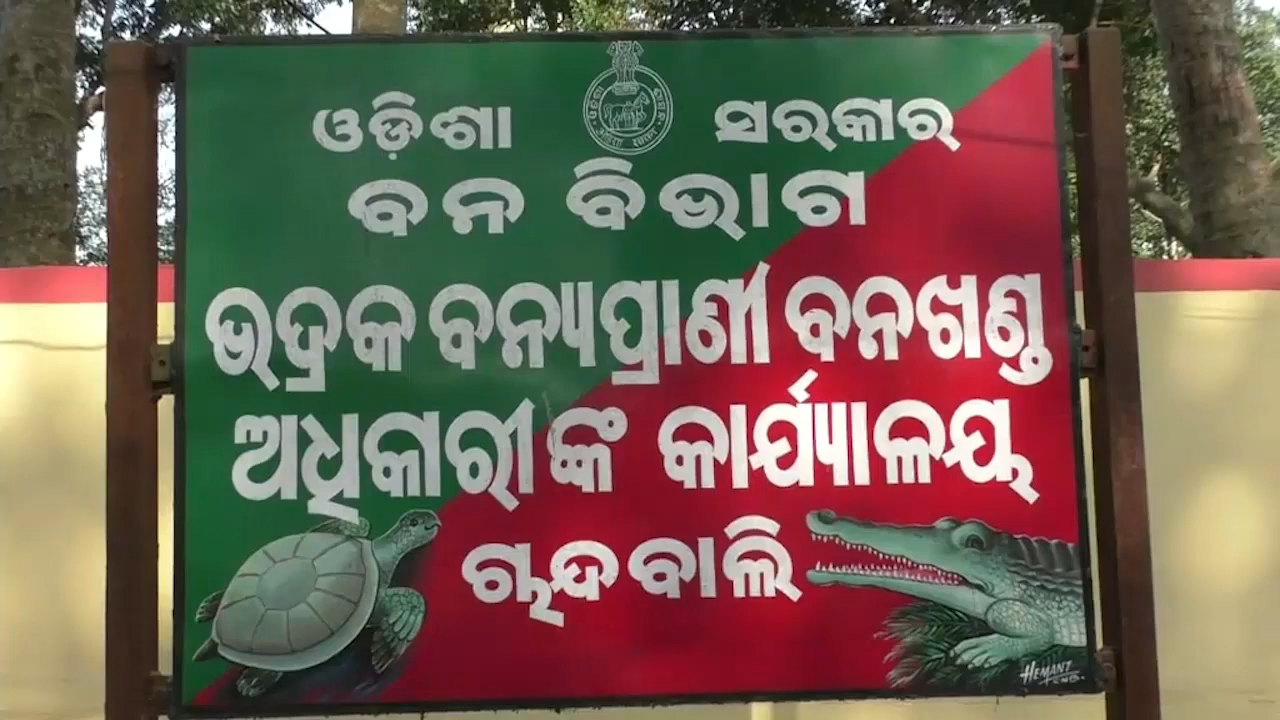 ଓଡ଼ିଶା ସରକାର
ବନ ବିଭାଗ
ଭଦ୍ରକ ବନ୍ୟପ୍ରାଣୀ ବନଖଣ୍ଡ
ଅଧିକାରୀଙ୍କ କାର୍ଯ୍ୟାଳୟ
ଚାନ୍ଦବାଲି
HEMANT